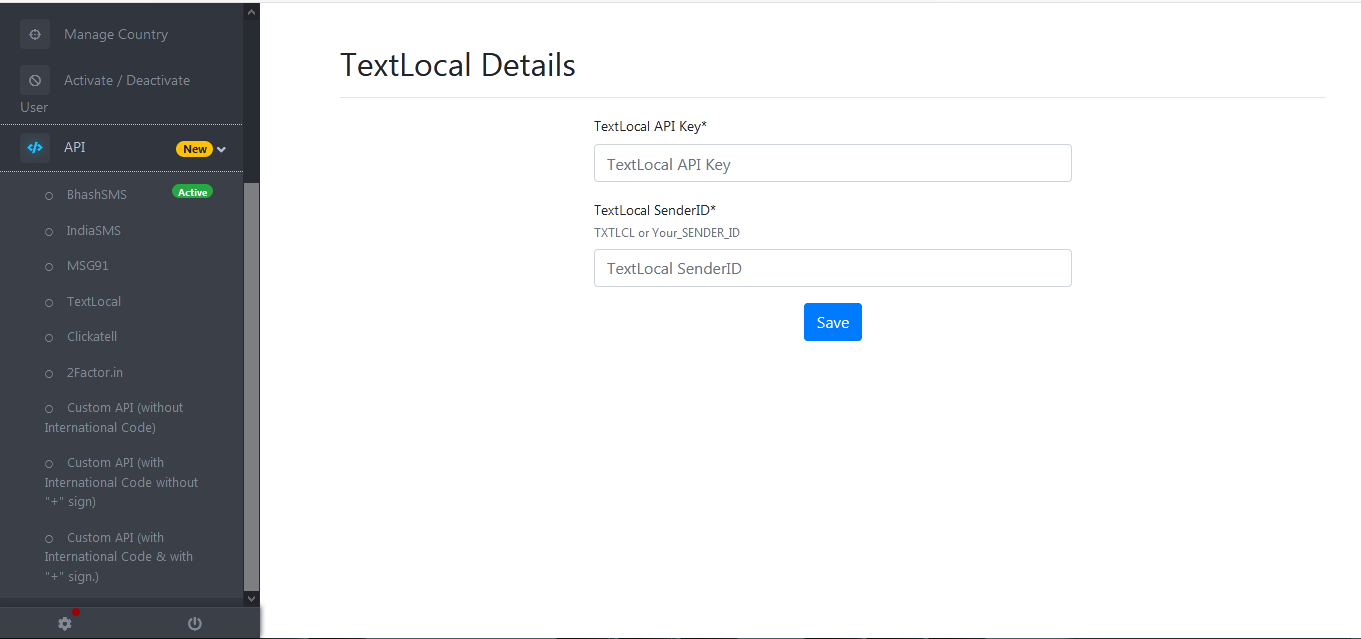 Manage Country
Activate / Deactivate
User
API New
BhashSMS Active
IndiaSMS
MSG91
TextLocal
Clickatell
2Factor.in
Custom API (without
International Code)
Custom API (with
International Code without
"+" sign)
Custom API (with
International Code & with
"+" sign.)
TextLocal Details
TextLocal API Key*
TextLocal API Key
TextLocal SenderID*
TXTLCL or Your_SENDER_ID
TextLocal SenderID
Save